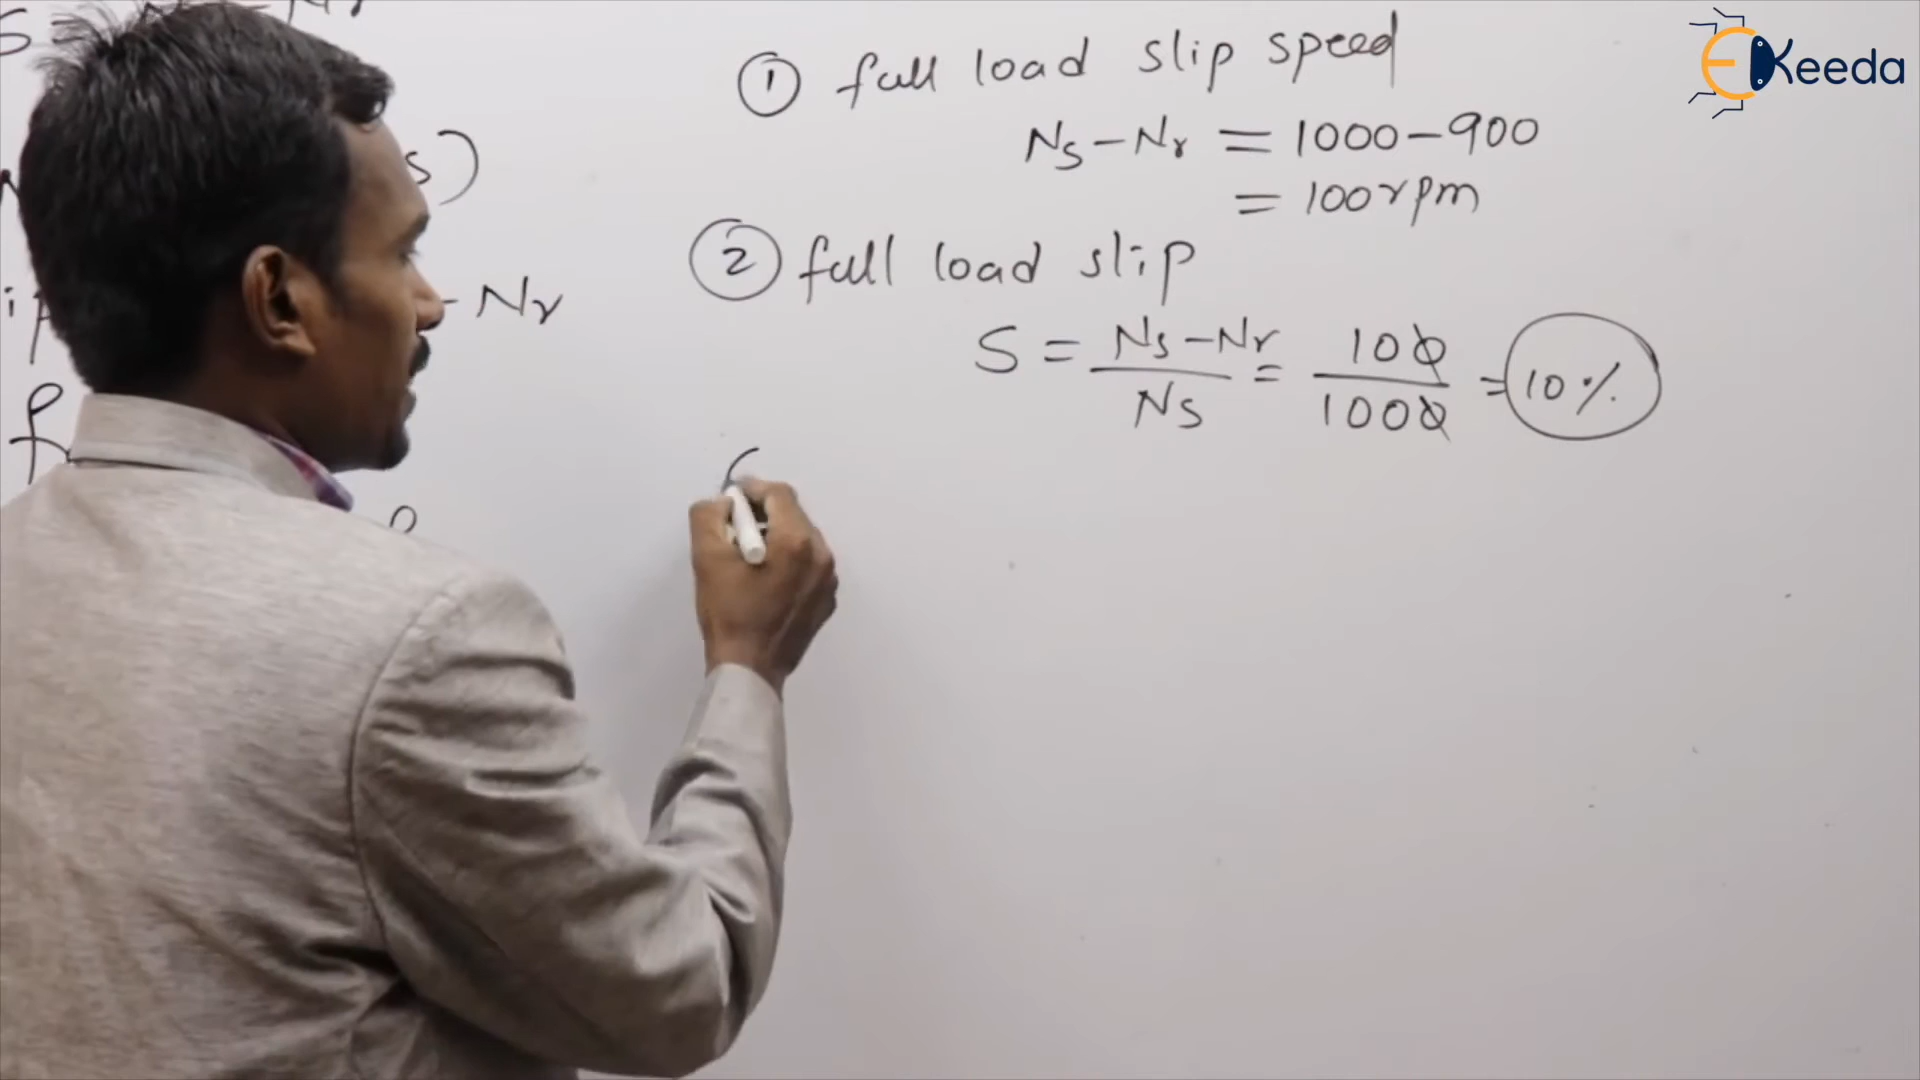 EKeeda
① full load slip speed
Ns - Nr = 1000 - 900
= 100 rpm
② full load slip
S = Ns - Nr / Ns = 100 / 1000 = 10%
s)
- Nr
f